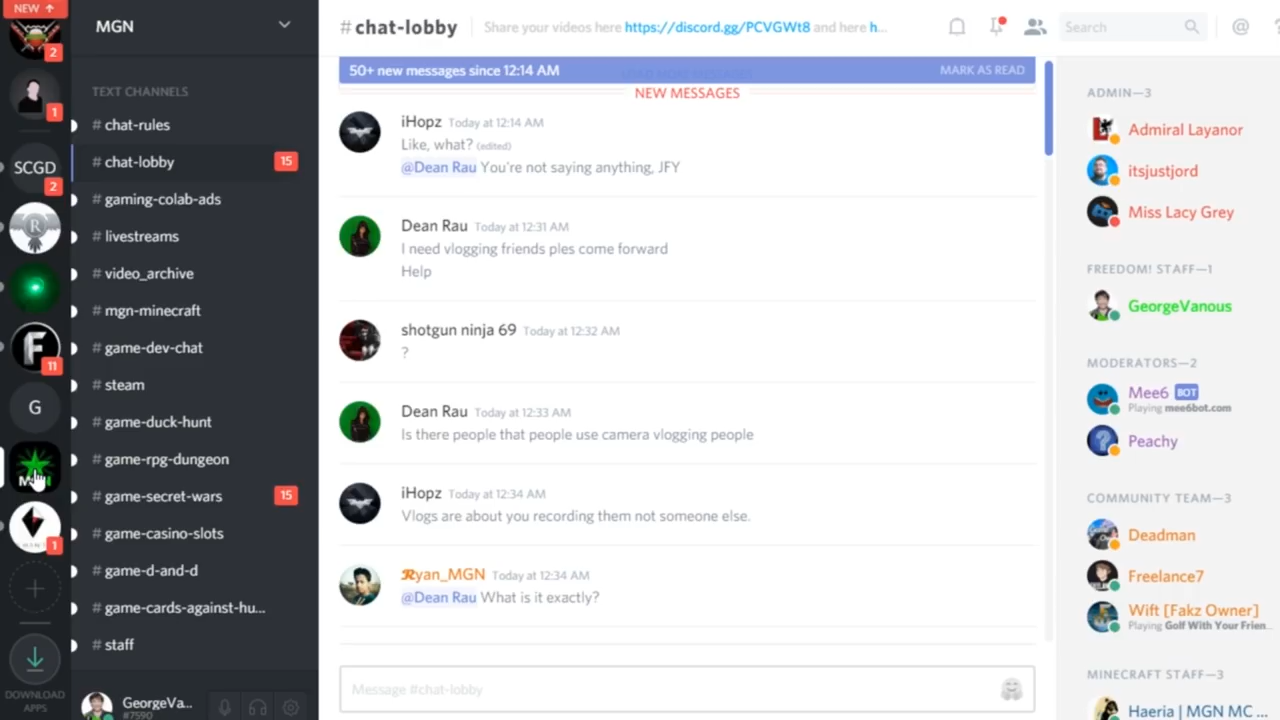 NEW ↑
2
1
SCGD
2
R
F
11
G
MGN
1
DOWNLOAD
APPS
MGN
TEXT CHANNELS
# chat-rules
# chat-lobby 15
# gaming-colab-ads
# livestreams
# video_archive
# mgn-minecraft
# game-dev-chat
# steam
# game-duck-hunt
# game-rpg-dungeon
# game-secret-wars 15
# game-casino-slots
# game-d-and-d
# game-cards-against-hu...
# staff
GeorgeVa...
#7590
# chat-lobby Share your videos here https://discord.gg/PCVGWt8 and here h...
Search
@
?
50+ new messages since 12:14 AM MARK AS READ
NEW MESSAGES
iHopz Today at 12:14 AM
Like, what? (edited)
@Dean Rau You're not saying anything, JFY
Dean Rau Today at 12:31 AM
I need vlogging friends ples come forward
Help
shotgun ninja 69 Today at 12:32 AM
?
Dean Rau Today at 12:33 AM
Is there people that people use camera vlogging people
iHopz Today at 12:34 AM
Vlogs are about you recording them not someone else.
Ryan_MGN Today at 12:34 AM
@Dean Rau What is it exactly?
Message #chat-lobby
ADMIN—3
Admiral Layanor
itsjustjord
Miss Lacy Grey
FREEDOM! STAFF—1
GeorgeVanous
MODERATORS—2
Mee6 BOT
Playing mee6bot.com
Peachy
COMMUNITY TEAM—3
Deadman
Freelance7
Wift [Fakz Owner]
Playing Golf With Your Frien...
MINECRAFT STAFF—3
Haeria | MGN MC ...